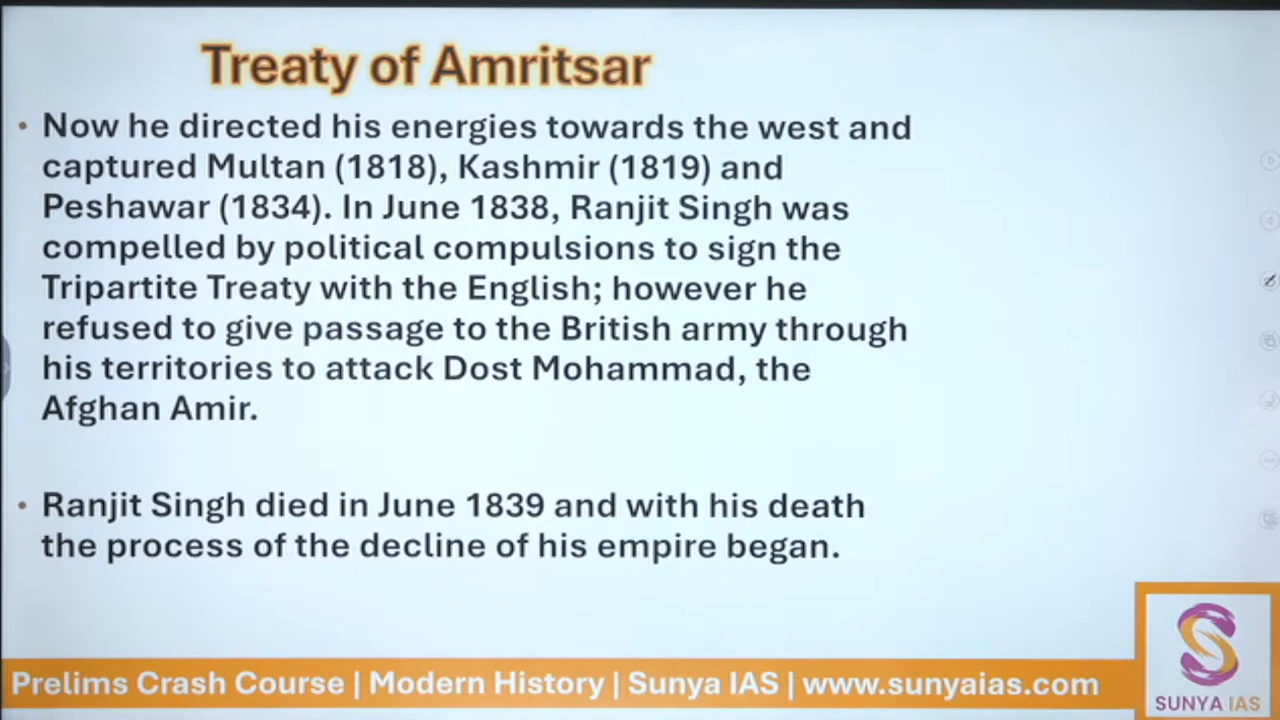 Treaty of Amritsar
• Now he directed his energies towards the west and
captured Multan (1818), Kashmir (1819) and
Peshawar (1834). In June 1838, Ranjit Singh was
compelled by political compulsions to sign the
Tripartite Treaty with the English; however he
refused to give passage to the British army through
his territories to attack Dost Mohammad, the
Afghan Amir.
• Ranjit Singh died in June 1839 and with his death
the process of the decline of his empire began.
Prelims Crash Course | Modern History | Sunya IAS | www.sunyaias.com
SUNYA IAS